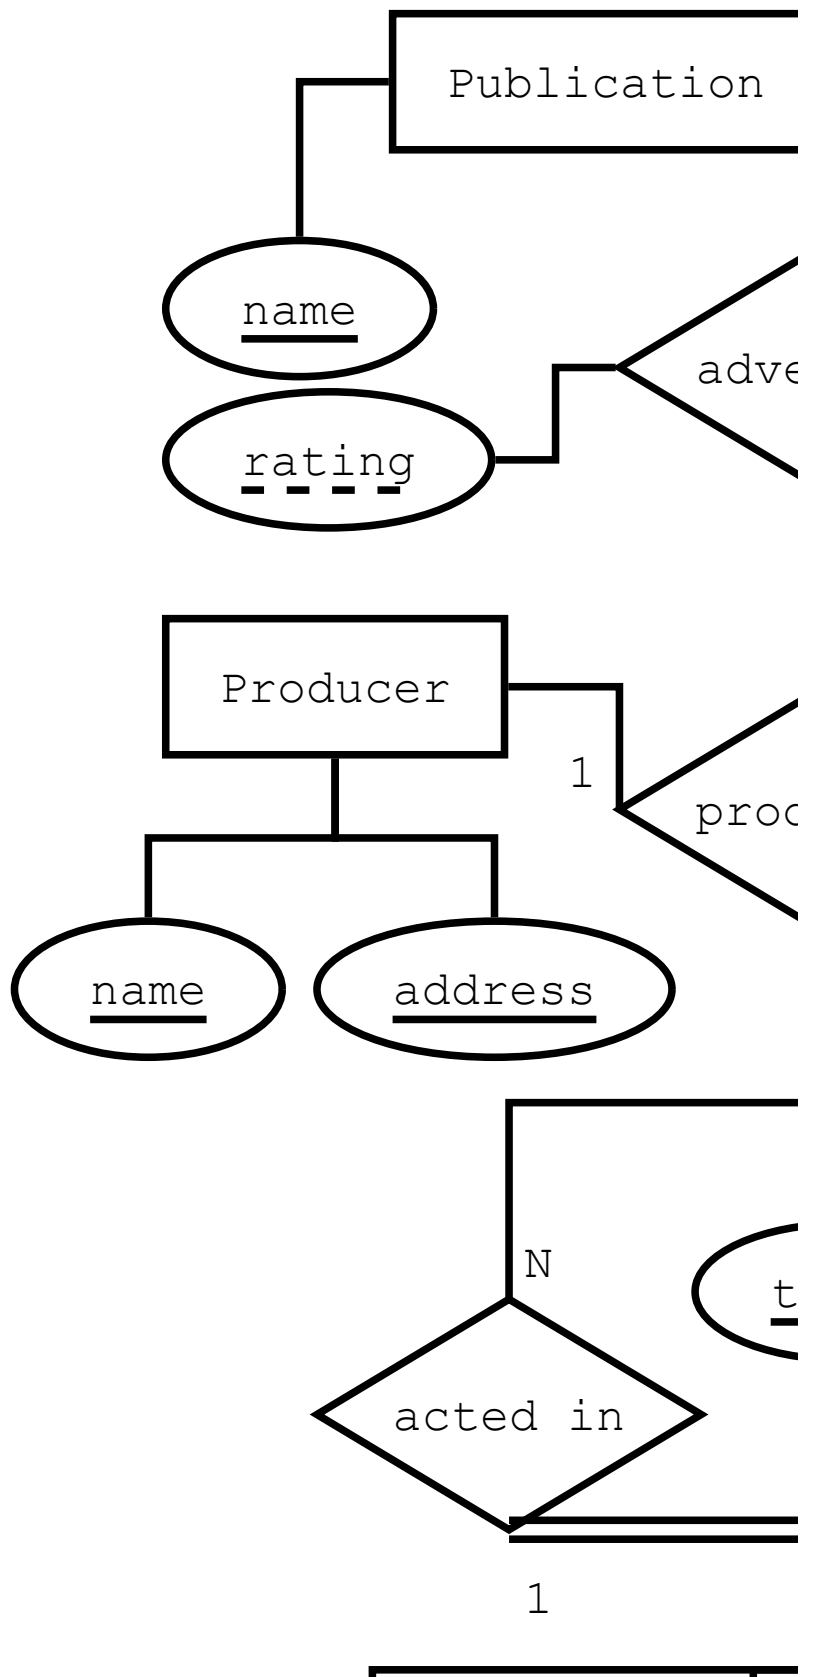 Publication
name
rating
Producer
1
name
address
N
acted in
1